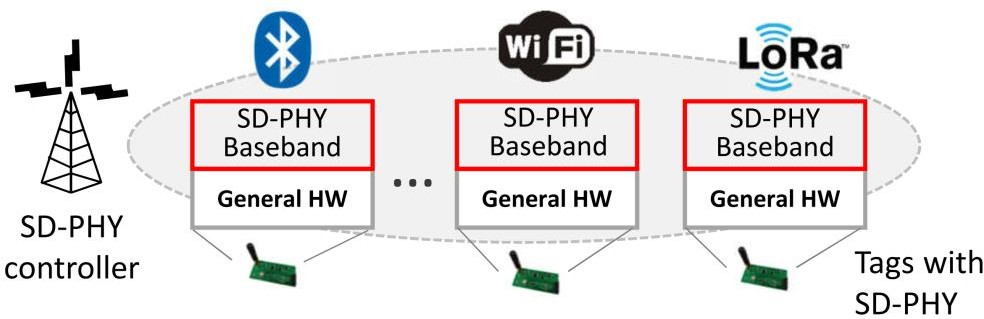 WiFi
LoRa™
SD-PHY
Baseband
General HW
...
SD-PHY
Baseband
General HW
SD-PHY
Baseband
General HW
SD-PHY
controller
Tags with
SD-PHY